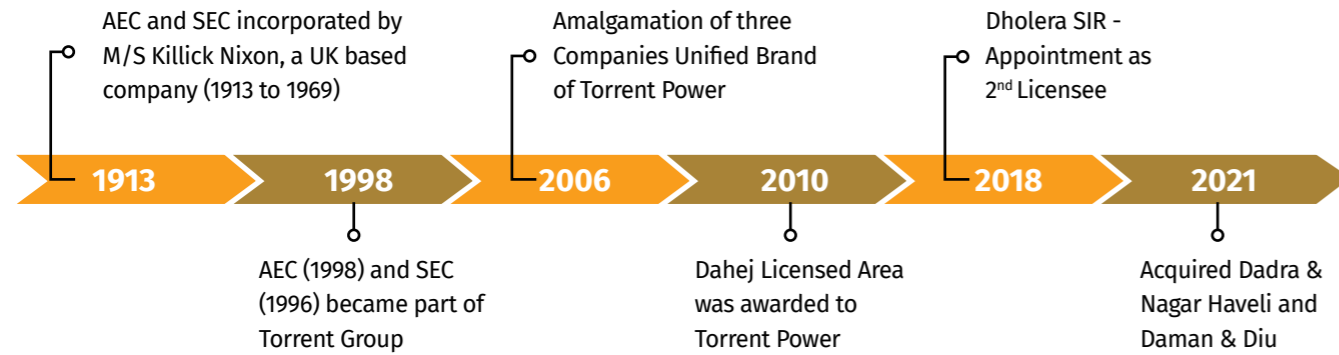 AEC and SEC incorporated by
M/S Killick Nixon, a UK based
company (1913 to 1969)
Amalgamation of three
Companies Unified Brand
of Torrent Power
Dholera SIR -
Appointment as
2nd Licensee
1913
1998
2006
2010
2018
2021
AEC (1998) and SEC
(1996) became part of
Torrent Group
Dahej Licensed Area
was awarded to
Torrent Power
Acquired Dadra &
Nagar Haveli and
Daman & Diu